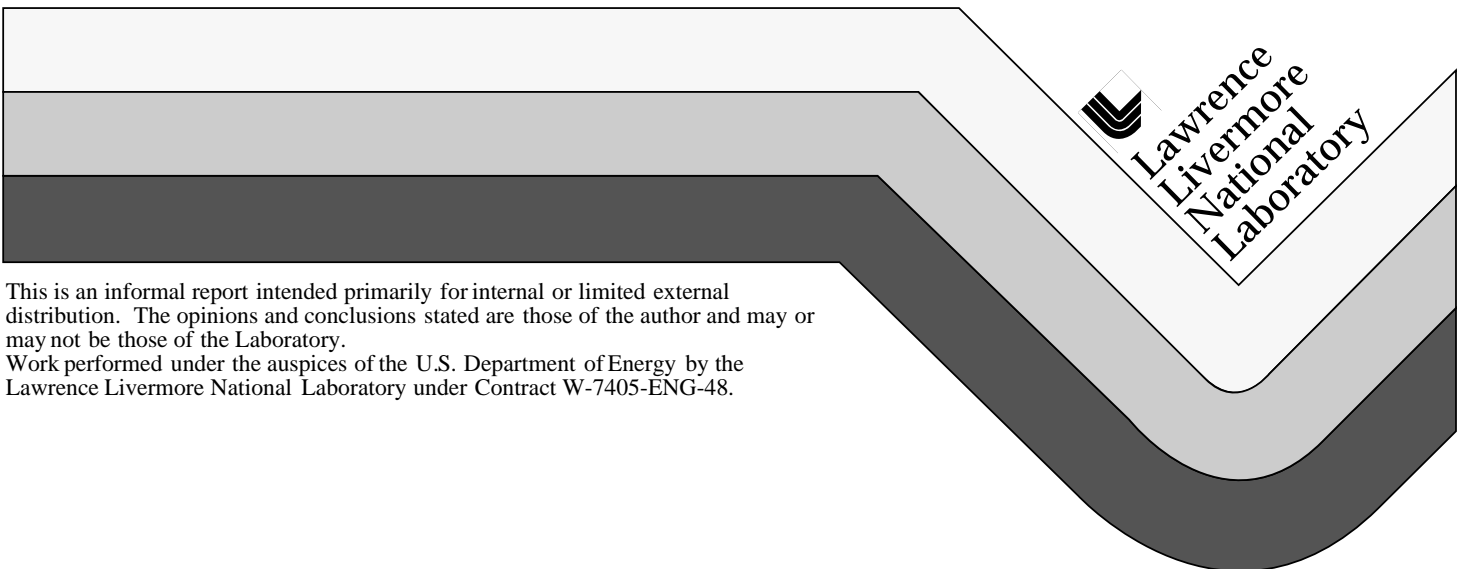 Lawrence
Livermore
National
Laboratory
This is an informal report intended primarily for internal or limited external
distribution.  The opinions and conclusions stated are those of the author and may or
may not be those of the Laboratory.
Work performed under the auspices of the U.S. Department of Energy by the
Lawrence Livermore National Laboratory under Contract W-7405-ENG-48.